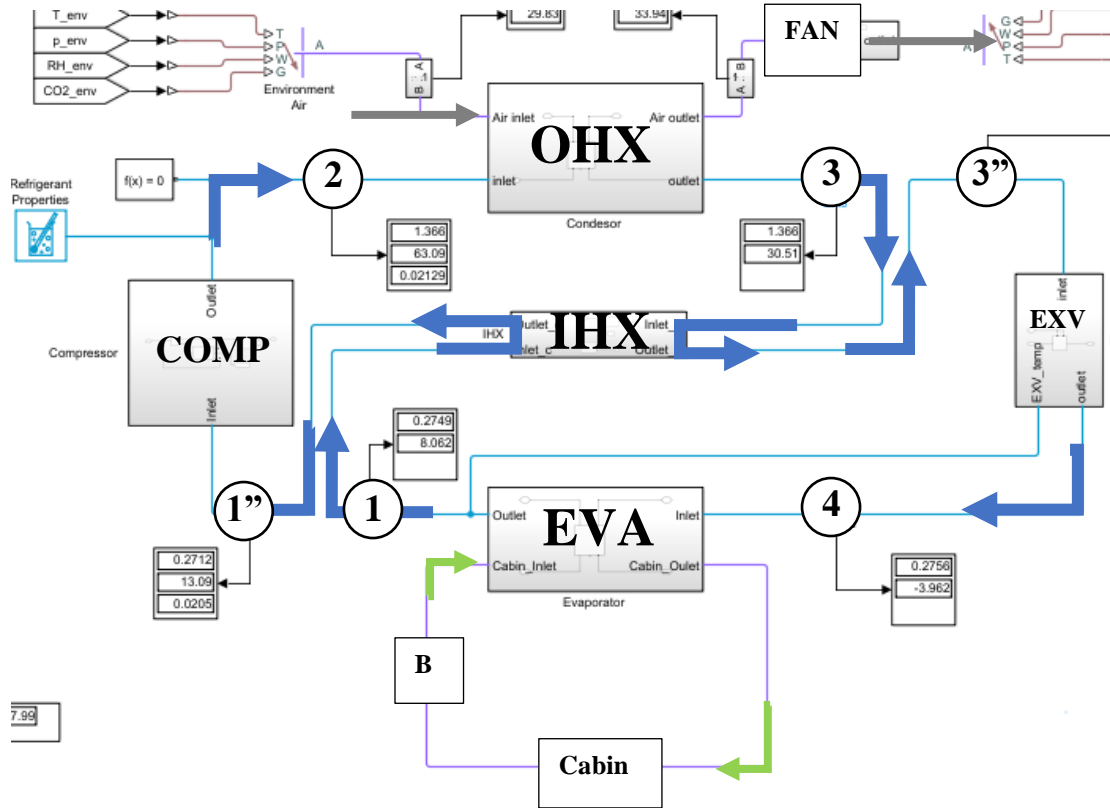 T_env
p_env
RH_env
CO2_env
T
P
W
G
A
Environment
Air
B A
29.83
33.94
A B
FAN
A
G
W
P
T
Air inlet
Air outlet
OHX
inlet
outlet
Condesor
f(x) = 0
2
3
3”
Refrigerant
Properties
1.366
63.09
0.02129
1.366
30.51
Outlet
COMP
Compressor
Inlet
IHX
IHX
Outlet_
Inlet_c
Inlet_
Outlet_
inlet
EXV
EXV_temp
outlet
0.2749
8.062
1”
1
4
Outlet
Inlet
EVA
Cabin_Inlet
Cabin_Oulet
Evaporator
0.2712
13.09
0.0205
0.2756
-3.962
B
7.99
Cabin